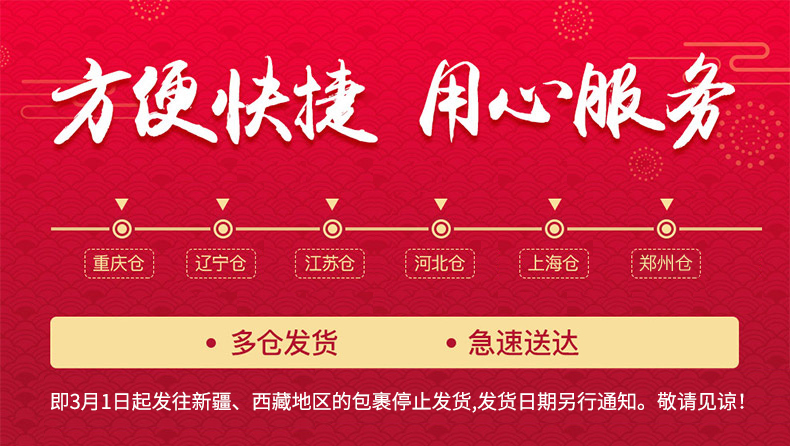 方便快捷 用心服务
重庆仓 辽宁仓 江苏仓 河北仓 上海仓 郑州仓
• 多仓发货 • 急速送达
即3月1日起发往新疆、西藏地区的包裹停止发货,发货日期另行通知。敬请见谅!